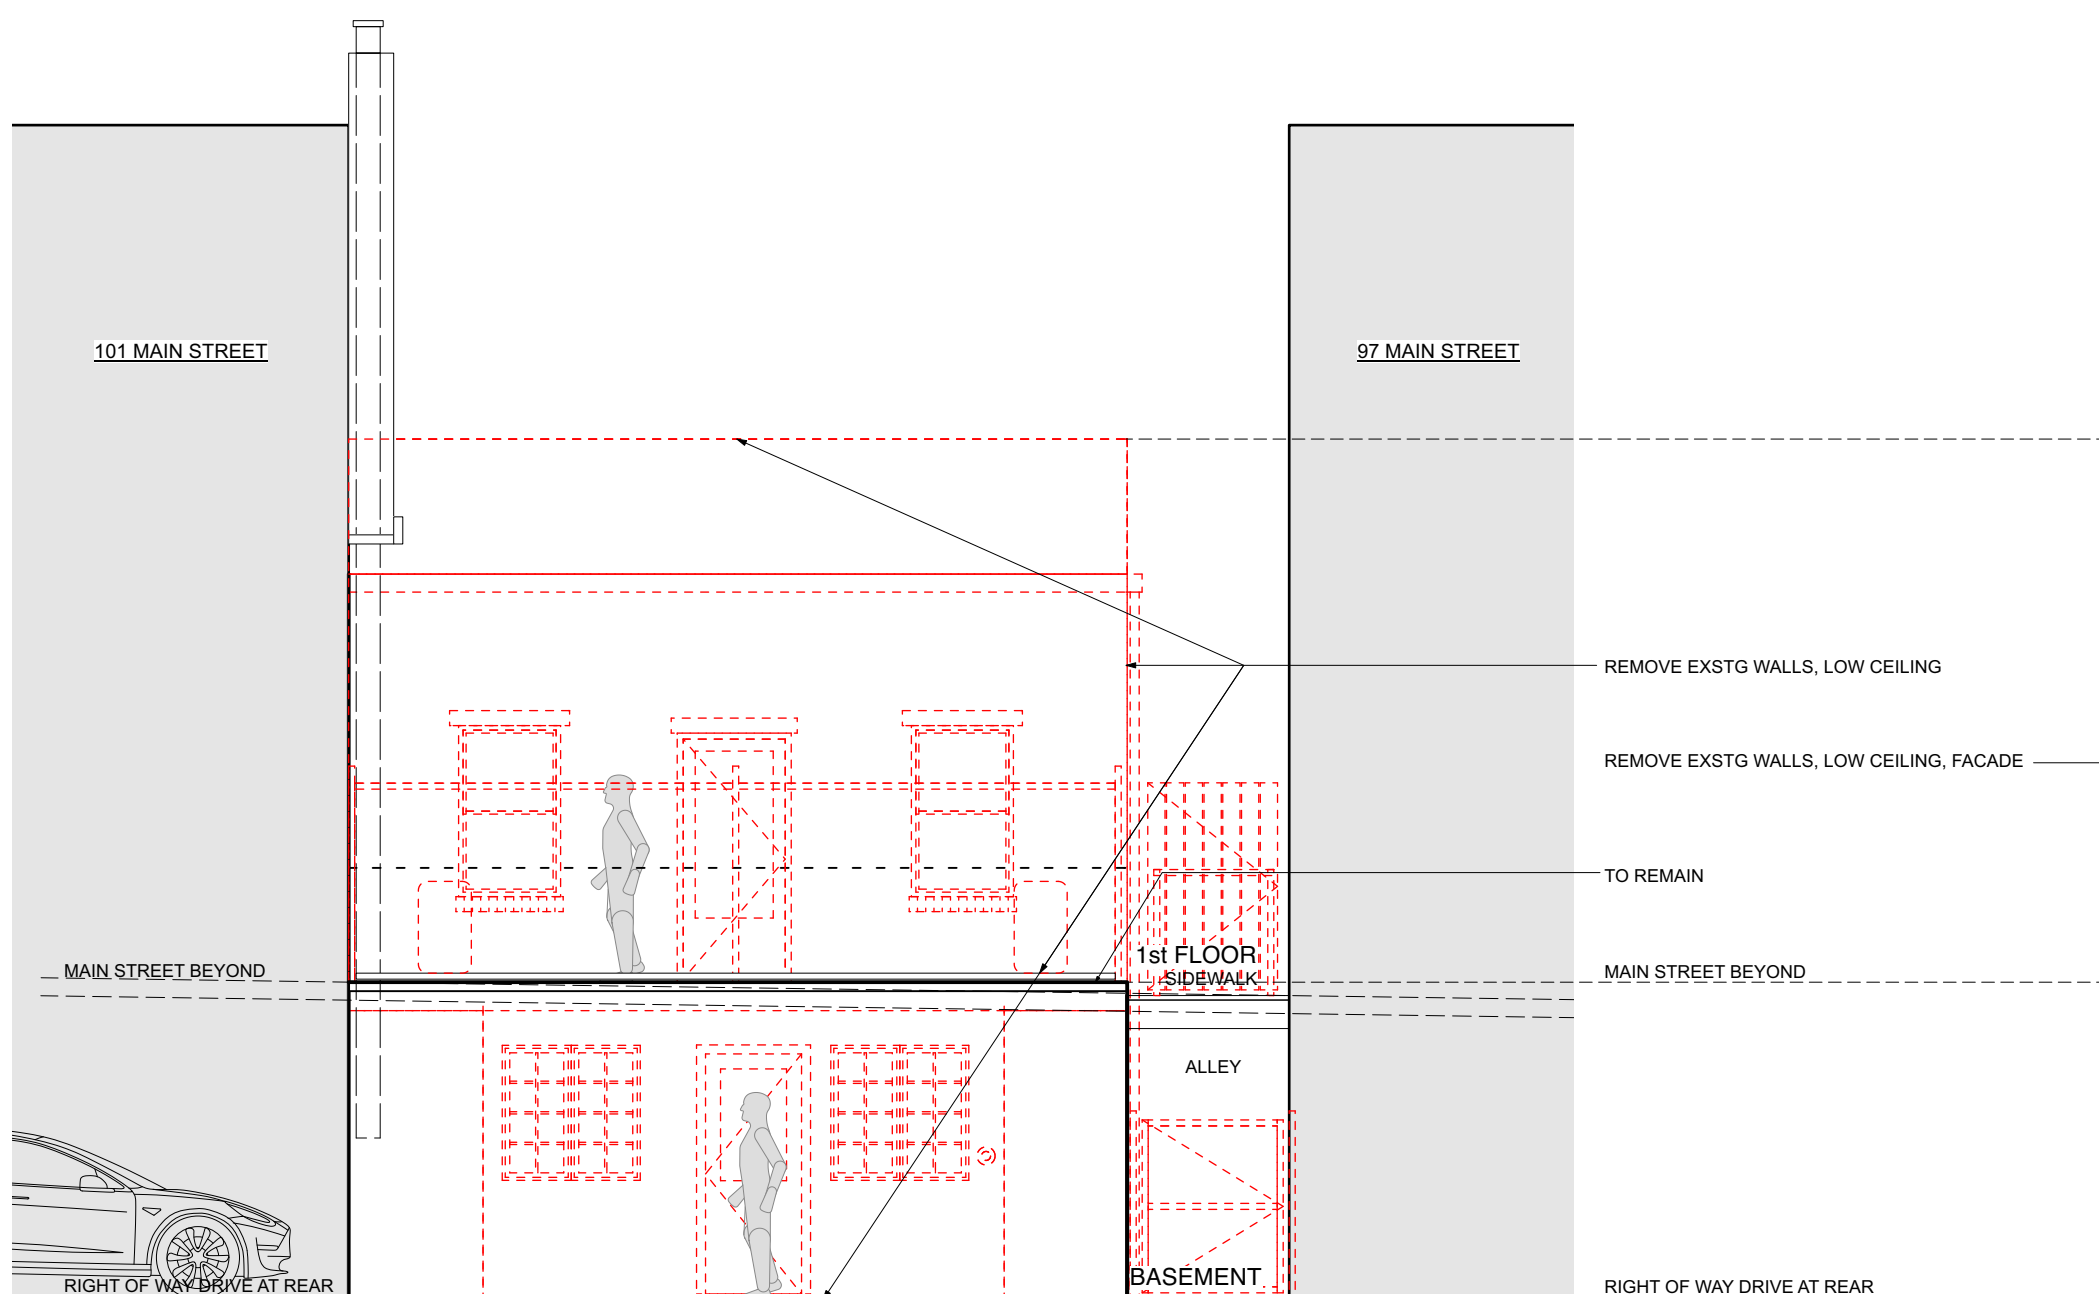 101 MAIN STREET
97 MAIN STREET
REMOVE EXSTG WALLS, LOW CEILING
REMOVE EXSTG WALLS, LOW CEILING, FACADE
TO REMAIN
1st FLOOR
SIDEWALK
MAIN STREET BEYOND
MAIN STREET BEYOND
ALLEY
BASEMENT
RIGHT OF WAY DRIVE AT REAR
RIGHT OF WAY DRIVE AT REAR